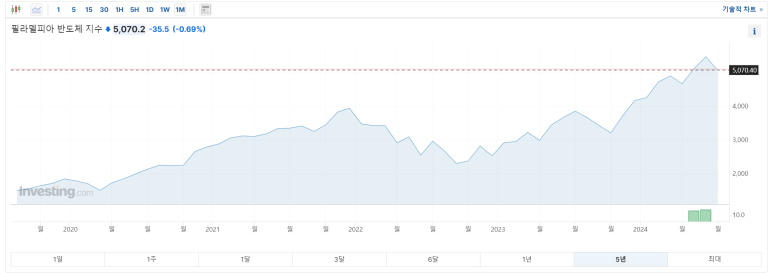 1 5 15 30 1H 5H 1D 1W 1M
기술적 차트 »
필라델피아 반도체 지수 5,070.2 -35.5 (-0.69%)
i
5,070.40
4,000
3,000
2,000
Investing.com
10.0
월 2020 월 월 월 2021 월 월 월 2022 월 월 월 2023 월 월 월 2024 월 월
1일 1주 1달 3달 6달 1년 5년 최대